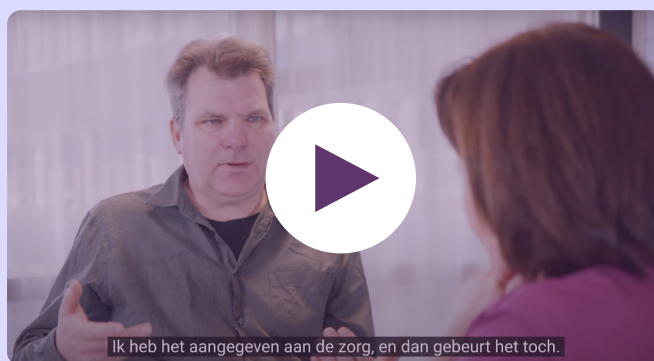 Ik heb het aangegeven aan de zorg, en dan gebeurt het toch.